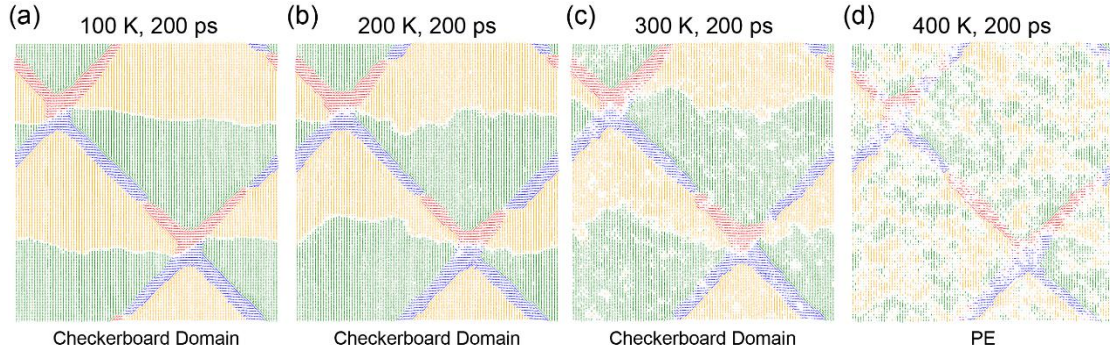 (a) 100 K, 200 ps
(b) 200 K, 200 ps
(c) 300 K, 200 ps
(d) 400 K, 200 ps
Checkerboard Domain
Checkerboard Domain
Checkerboard Domain
PE